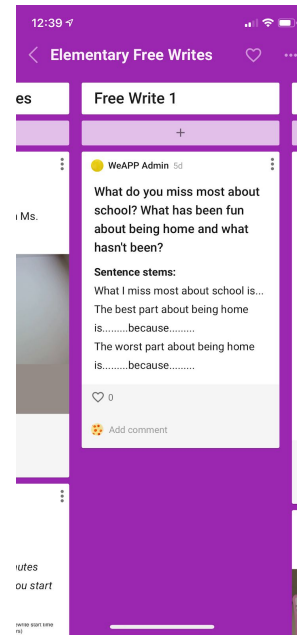 12:39
Elementary Free Writes
es
Free Write 1
+
WeAPP Admin 5d
Ms.
What do you miss most about
school? What has been fun
about being home and what
hasn't been?
Sentence stems:
What I miss most about school is...
The best part about being home
is.........because.........
The worst part about being home
is.........because.........
0
Add comment
utes
ou start